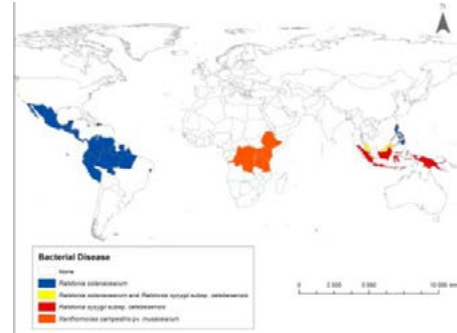 N
Bacterial Disease
None
Ralstonia solanacearum
Ralstonia solanacearum and Ralstonia syzygii subsp. celebesensis
Ralstonia syzygii subsp. celebesensis
Xanthomonas campestris pv. musacearum
0 2 500 5 000 10 000 km